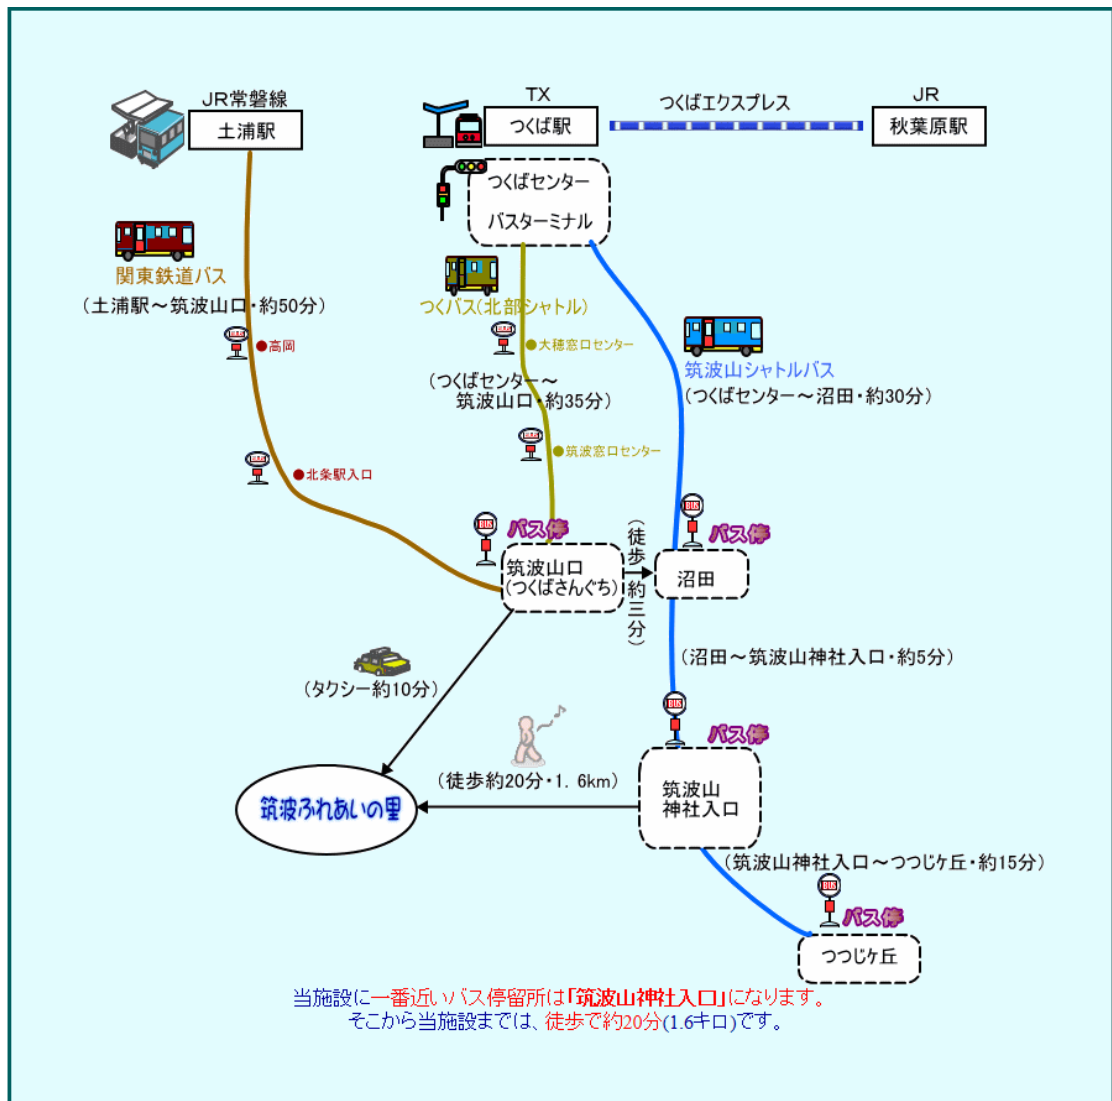 JR常磐線
土浦駅
TX
つくば駅
つくばエクスプレス
JR
秋葉原駅
つくばセンター
バスターミナル
関東鉄道バス
(土浦駅～筑波山口・約50分)
つくバス(北部シャトル)
●高岡
●大穂窓口センター
筑波山シャトルバス
(つくばセンター～沼田・約30分)
(つくばセンター～
筑波山口・約35分)
●筑波窓口センター
●北条駅入口
BUS
バス停
筑波山口
(つくばさんぐち)
(徒歩 約三分)
BUS
バス停
沼田
(沼田～筑波山神社入口・約5分)
(タクシー約10分)
BUS
バス停
筑波山
神社入口
(徒歩約20分・1.6km)
筑波ふれあいの里
(筑波山神社入口～つつじケ丘・約15分)
BUS
バス停
つつじケ丘
当施設に一番近いバス停留所は「筑波山神社入口」になります。
そこから当施設までは、徒歩で約20分(1.6キロ)です。